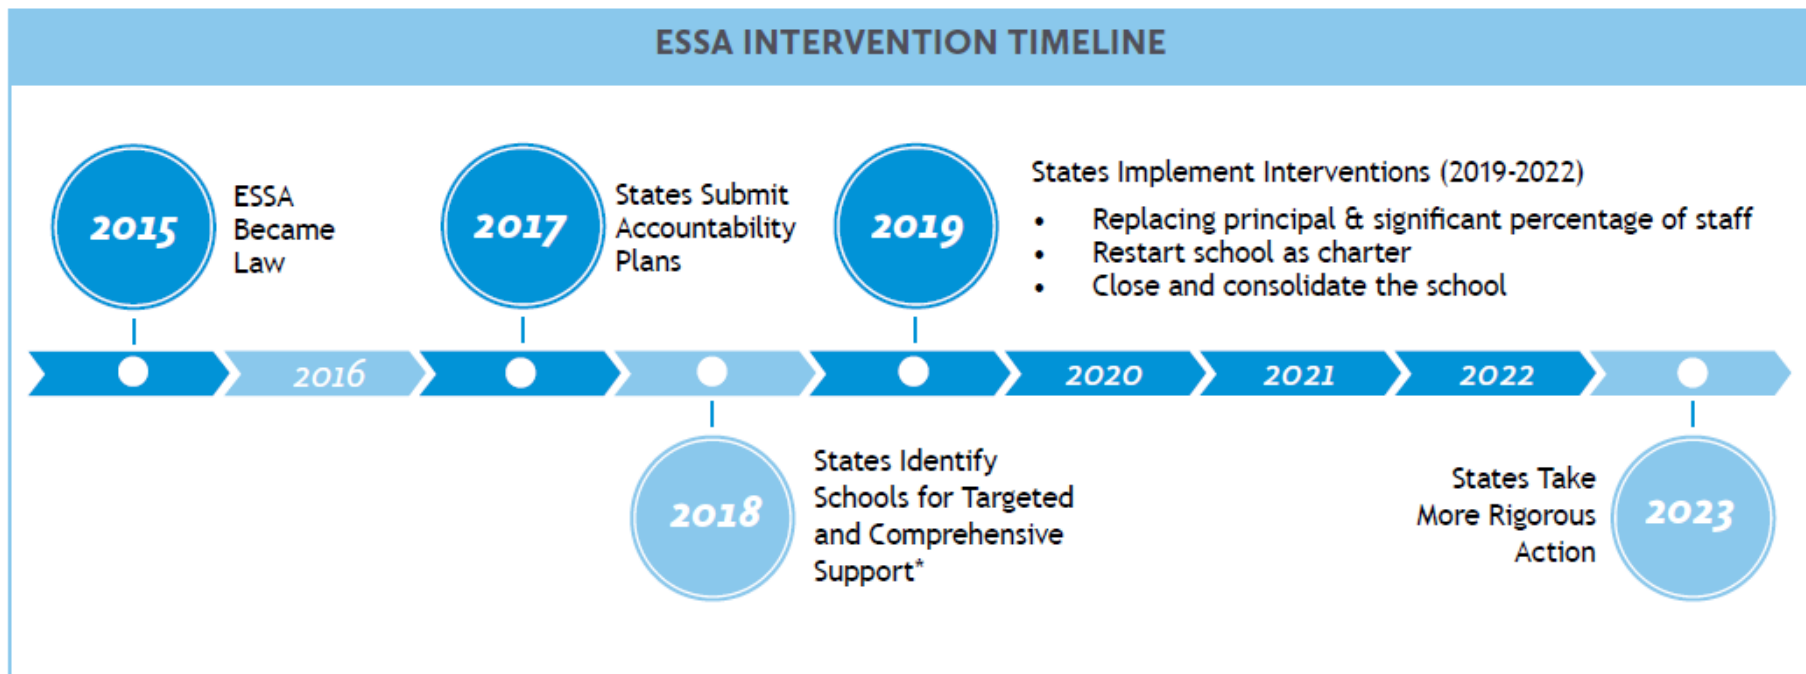 ESSA INTERVENTION TIMELINE
2015
ESSA
Became
Law
2017
States Submit
Accountability
Plans
2019
States Implement Interventions (2019-2022)
• Replacing principal & significant percentage of staff
• Restart school as charter
• Close and consolidate the school
2016
2020
2021
2022
2018
States Identify
Schools for Targeted
and Comprehensive
Support*
States Take
More Rigorous
Action
2023